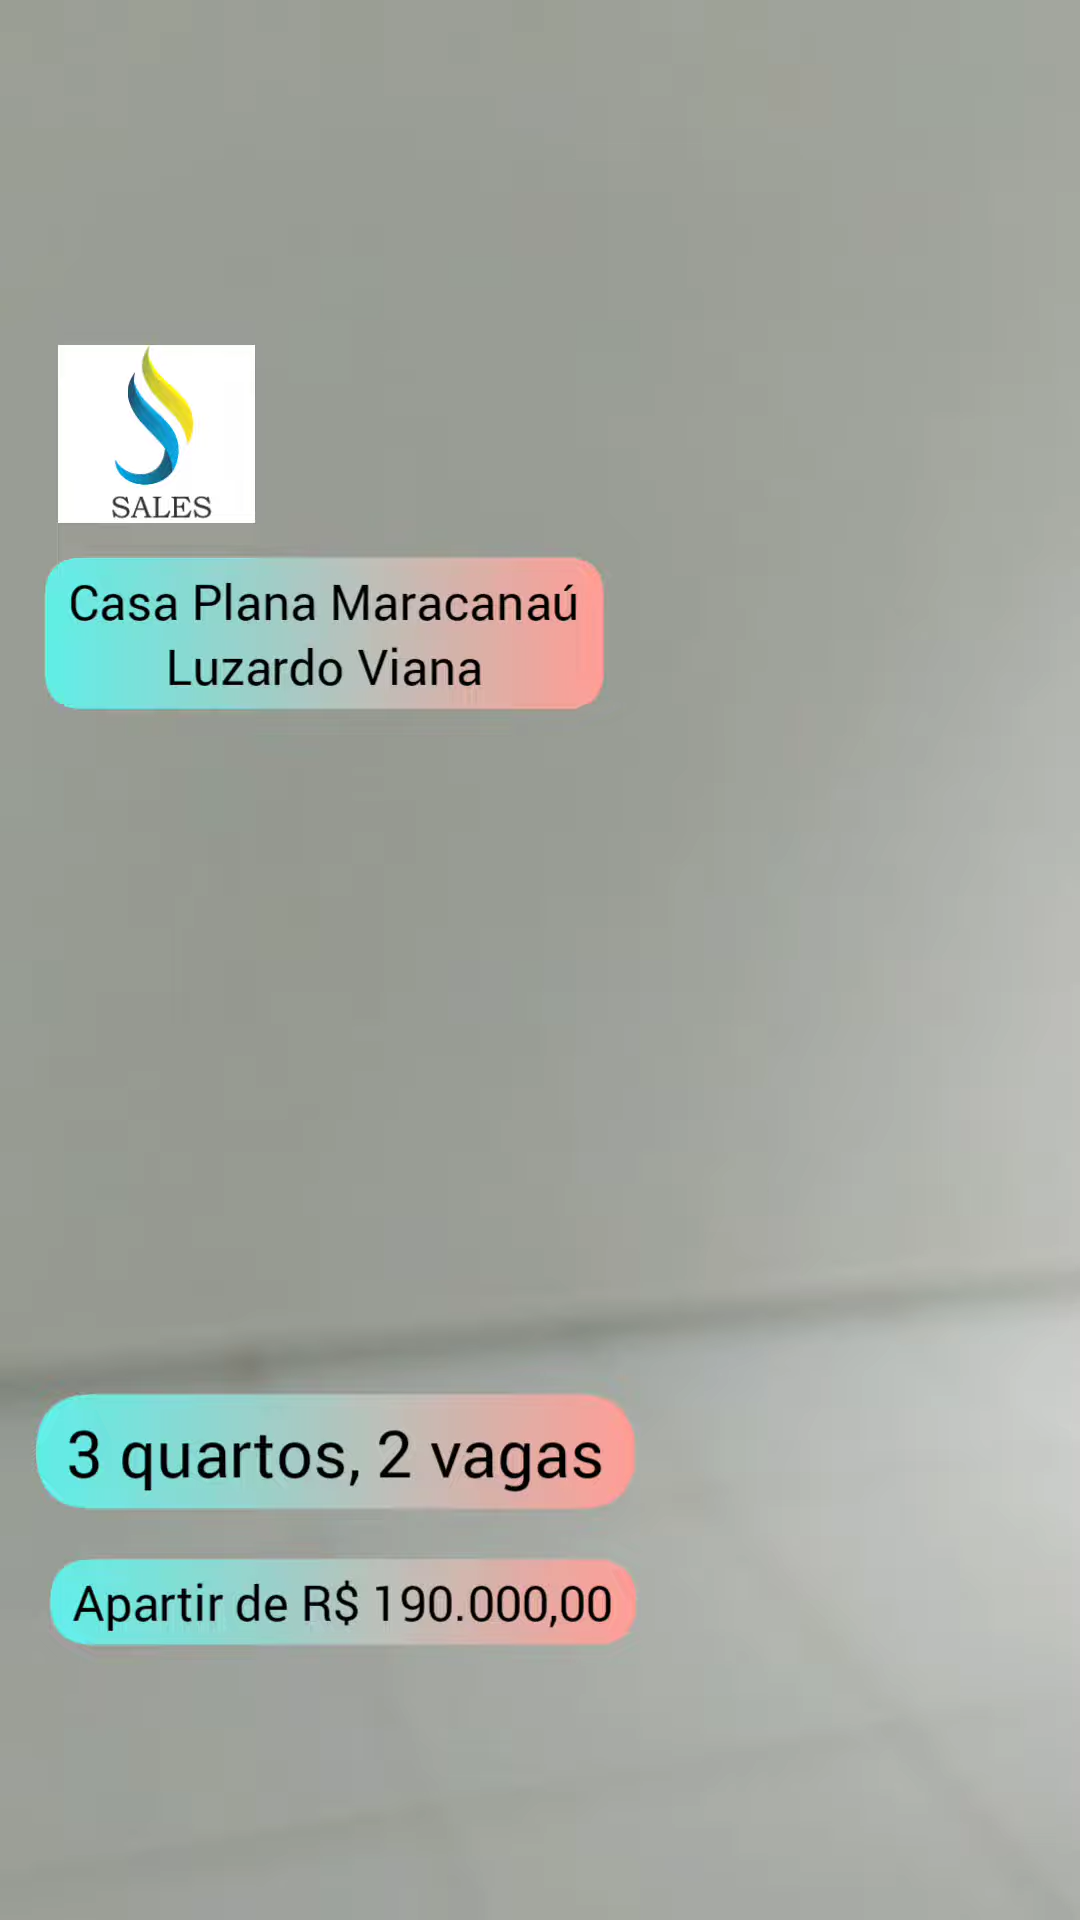 SALES
Casa Plana Maracanaú
Luzardo Viana
3 quartos, 2 vagas
Apartir de R$ 190.000,00